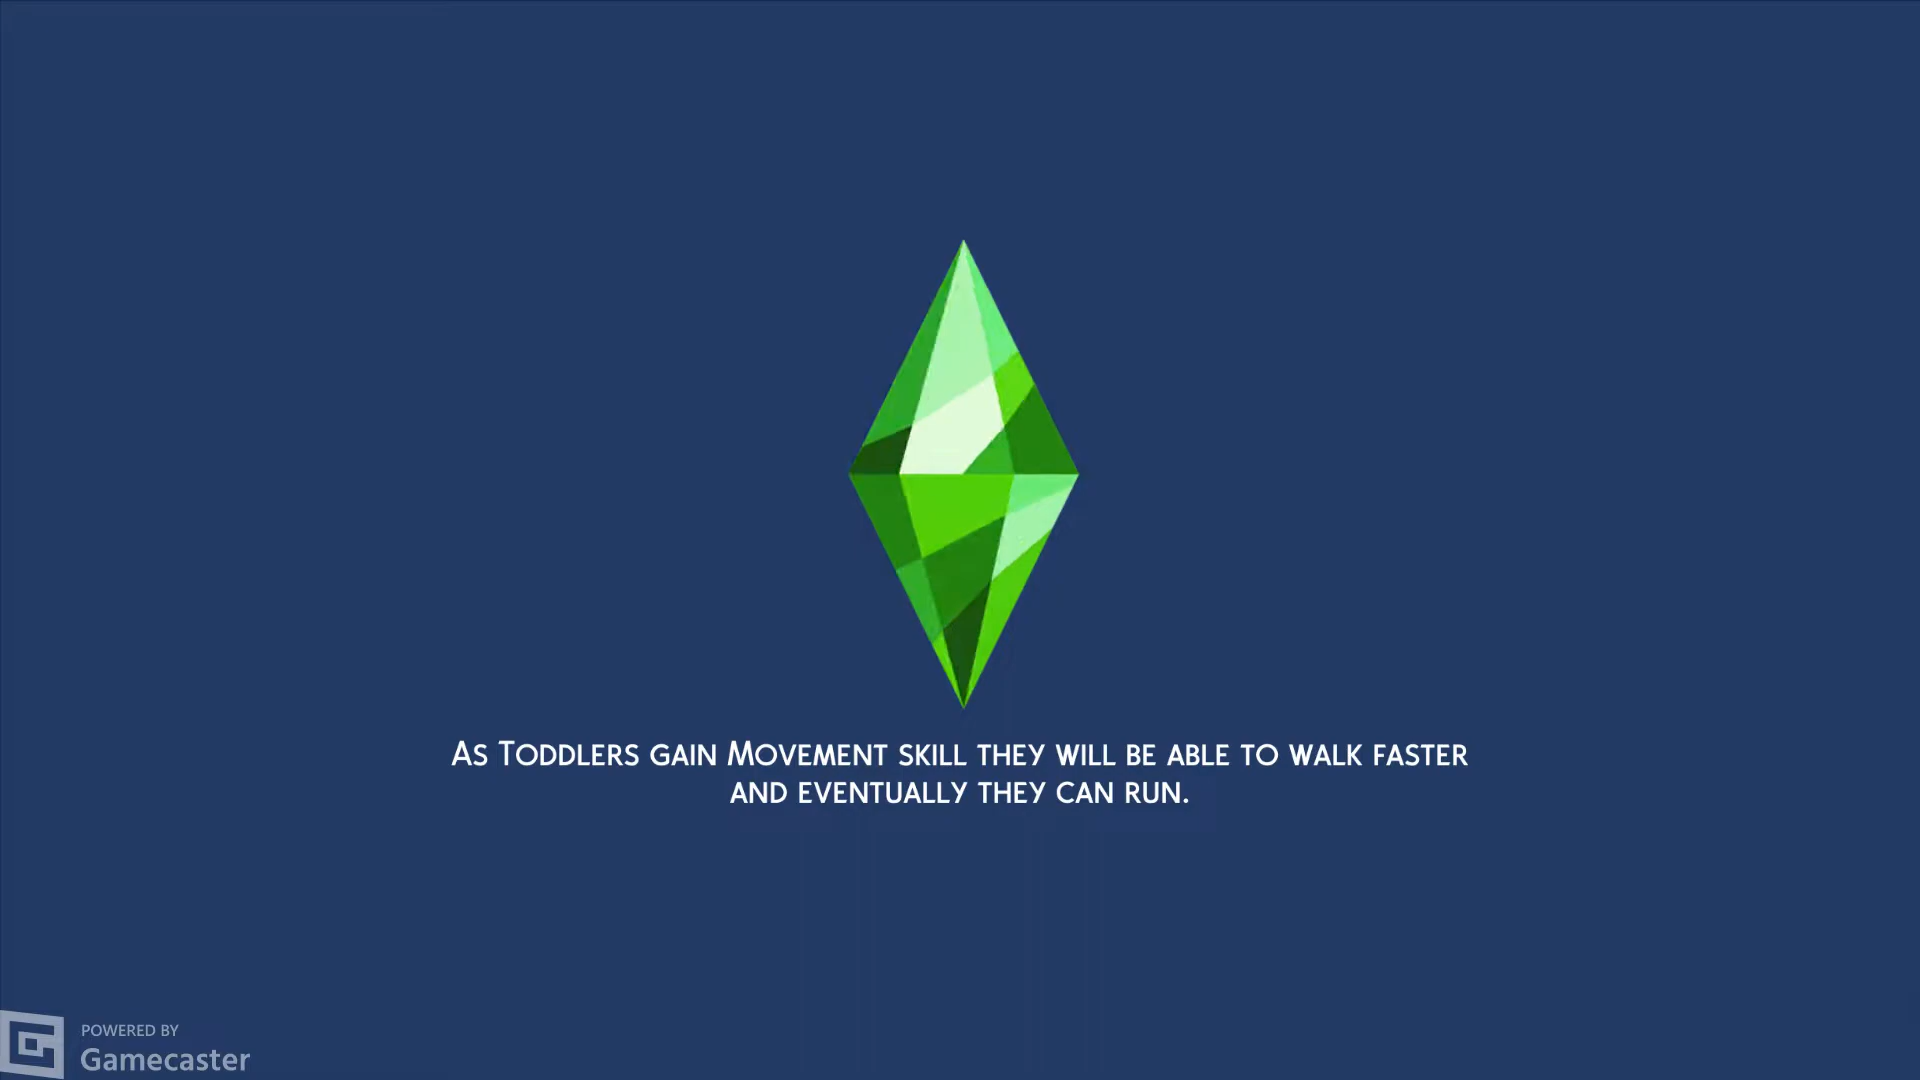 As Toddlers gain Movement skill they will be able to walk faster
and eventually they can run.
POWERED BY
Gamecaster